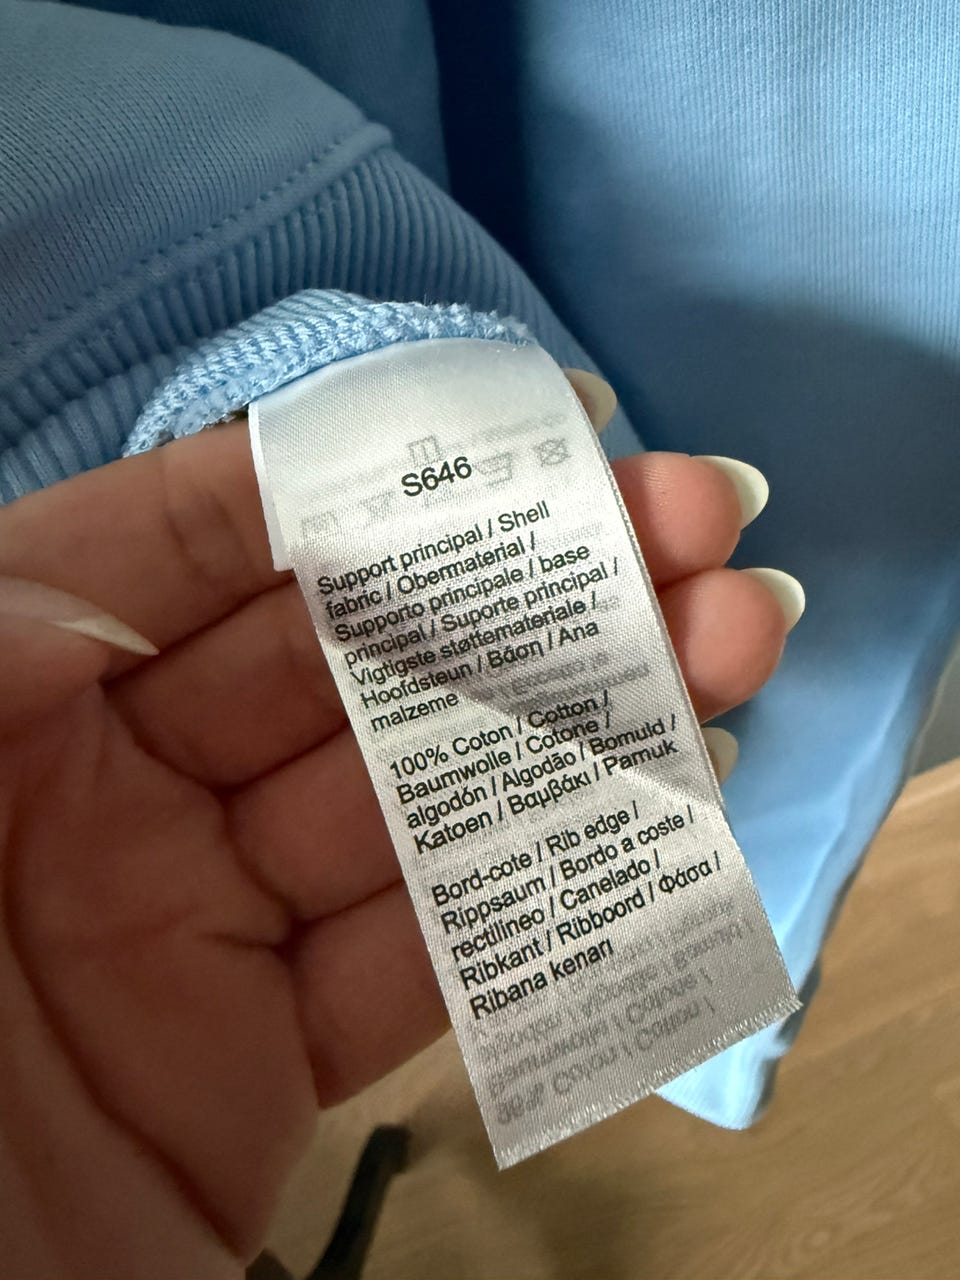 S646
Support principal / Shell
fabric / Obermaterial /
Supporto principale / base
principal / Suporte principal /
Vigtigste støttemateriale /
Hoofdsteun / Βάση / Ana
malzeme
100% Coton / Cotton /
Baumwolle / Cotone /
algodón / Algodão / Bomuld /
Katoen / Βαμβάκι / Pamuk
Bord-cote / Rib edge /
Rippsaum / Bordo a coste /
rectilíneo / Canelado /
Ribkant / Ribboord / Φάσα /
Ribana kenarı